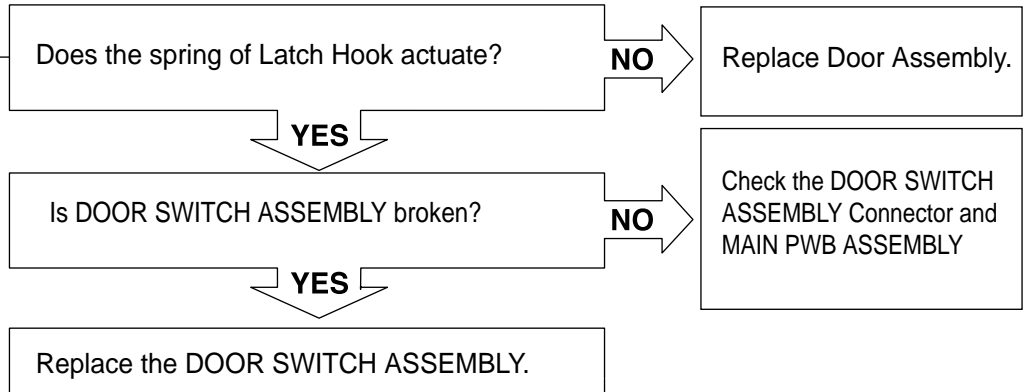 Does the spring of Latch Hook actuate?
NO
Replace Door Assembly.
YES
Is DOOR SWITCH ASSEMBLY broken?
NO
Check the DOOR SWITCH
ASSEMBLY Connector and
MAIN PWB ASSEMBLY
YES
Replace the DOOR SWITCH ASSEMBLY.